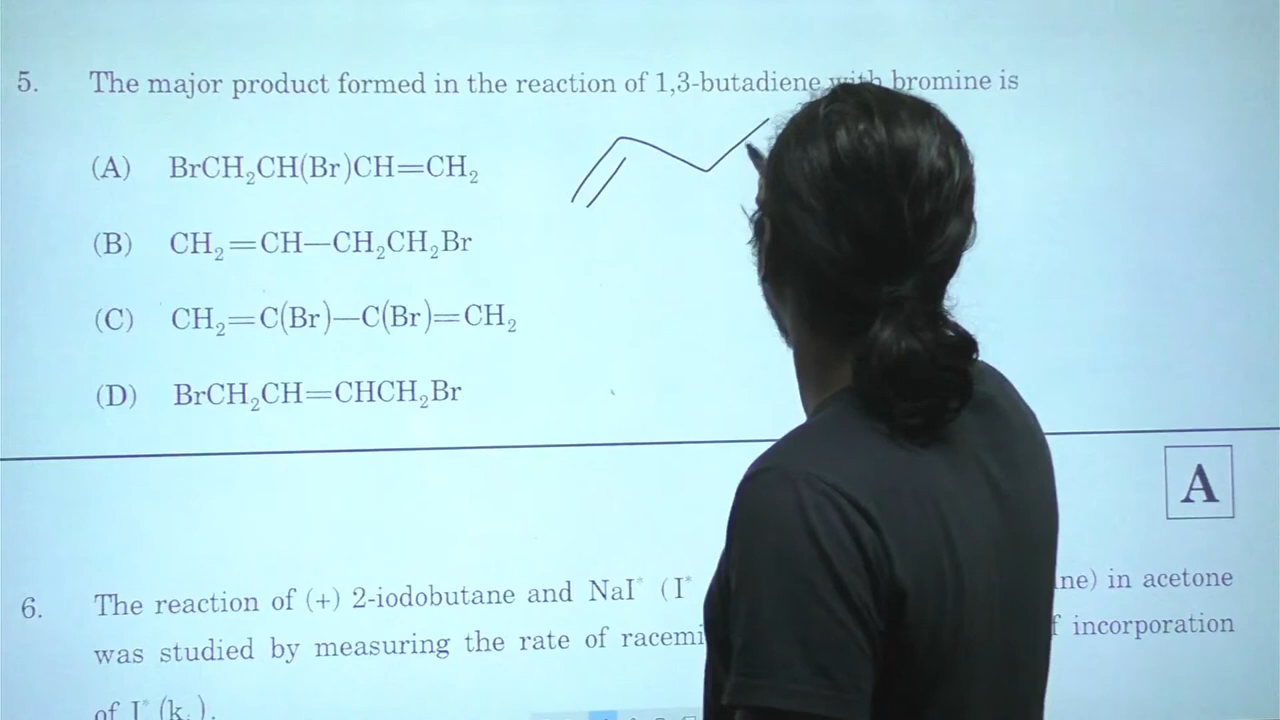 5. The major product formed in the reaction of 1,3-butadiene with bromine is
(A) BrCH₂CH(Br)CH=CH₂
(B) CH₂=CH—CH₂CH₂Br
(C) CH₂=C(Br)—C(Br)=CH₂
(D) BrCH₂CH=CHCH₂Br
A
6. The reaction of (+) 2-iodobutane and NaI* (I* in acetone
was studied by measuring the rate of incorporation
of I*